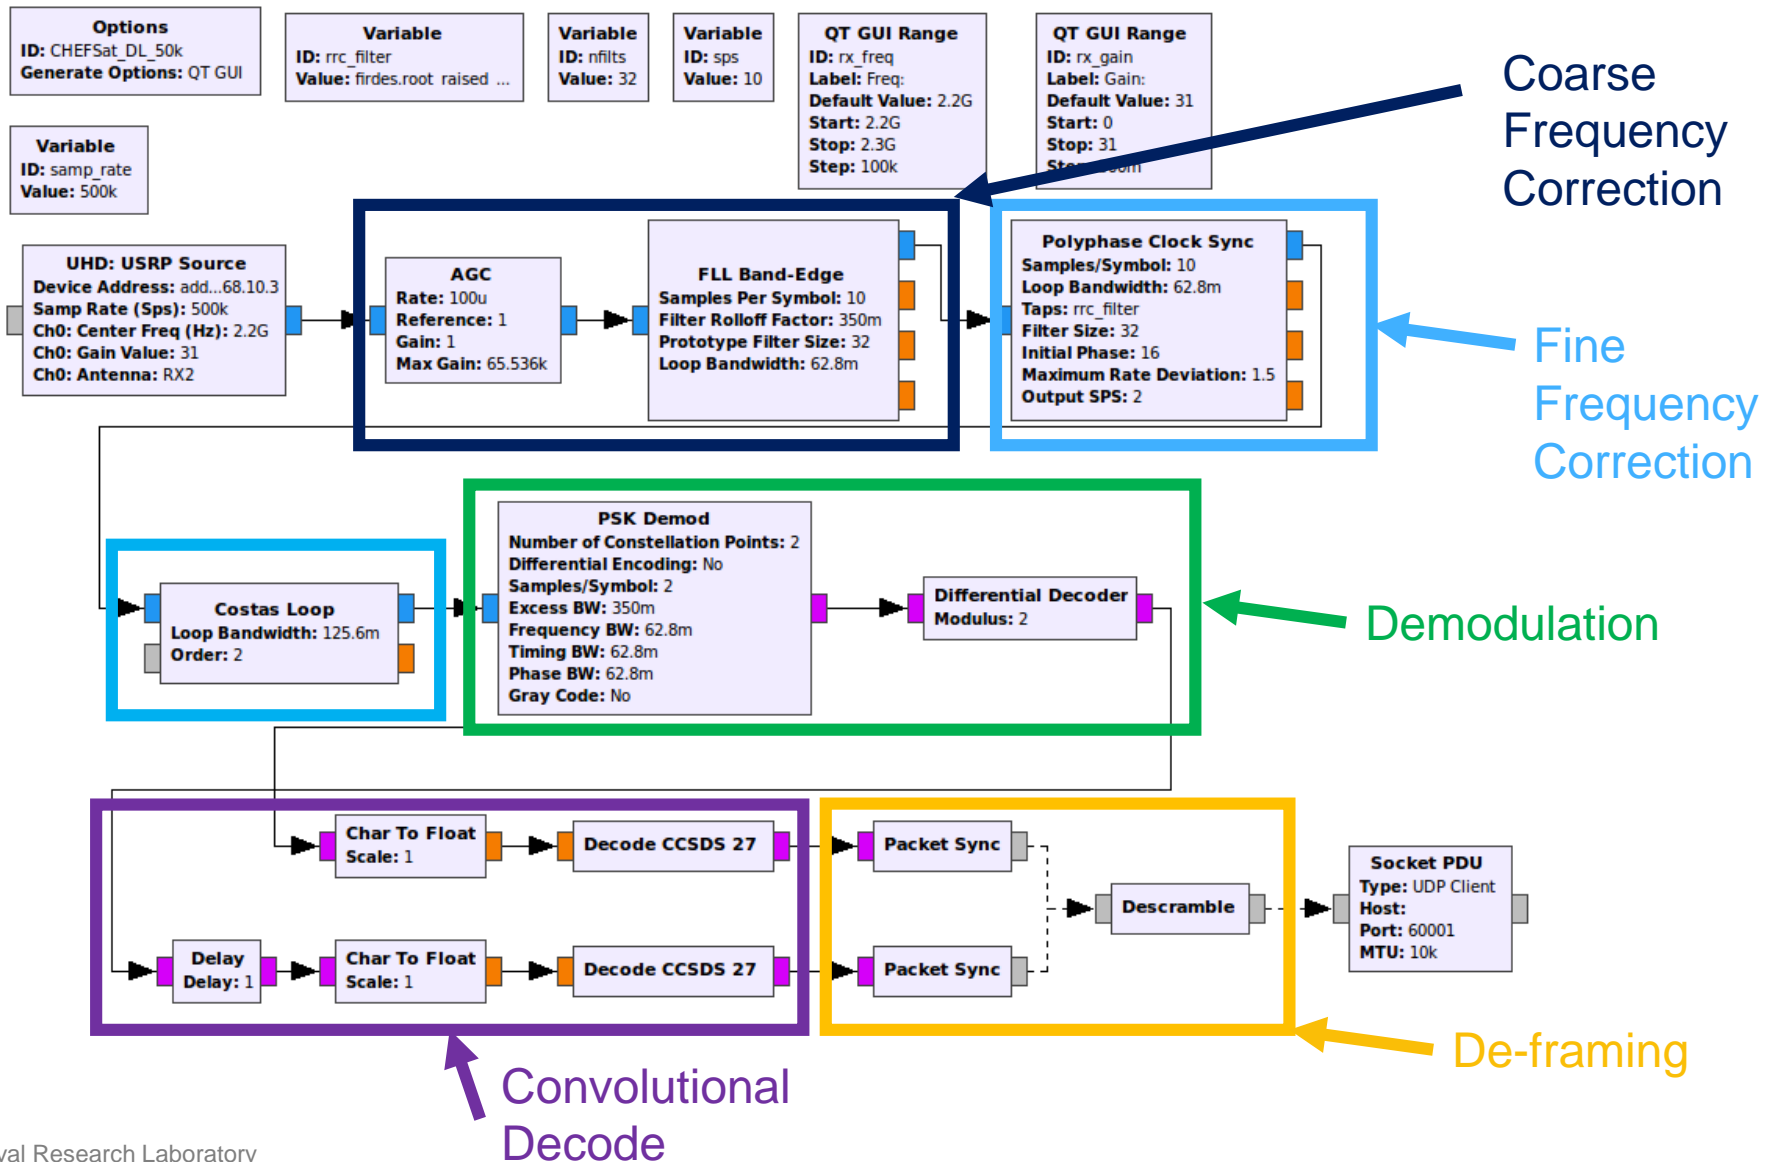 Options
ID: CHEFSat_DL_50k
Generate Options: QT GUI
Variable
ID: rrc_filter
Value: firdes.root_raised ...
Variable
ID: nfilts
Value: 32
Variable
ID: sps
Value: 10
QT GUI Range
ID: rx_freq
Label: Freq:
Default Value: 2.2G
Start: 2.2G
Stop: 2.3G
Step: 100k
QT GUI Range
ID: rx_gain
Label: Gain:
Default Value: 31
Start: 0
Stop: 31
Coarse
Frequency
Correction
Variable
ID: samp_rate
Value: 500k
UHD: USRP Source
Device Address: add...68.10.3
Samp Rate (Sps): 500k
Ch0: Center Freq (Hz): 2.2G
Ch0: Gain Value: 31
Ch0: Antenna: RX2
AGC
Rate: 100u
Reference: 1
Gain: 1
Max Gain: 65.536k
FLL Band-Edge
Samples Per Symbol: 10
Filter Rolloff Factor: 350m
Prototype Filter Size: 32
Loop Bandwidth: 62.8m
Polyphase Clock Sync
Samples/Symbol: 10
Loop Bandwidth: 62.8m
Taps: rrc_filter
Filter Size: 32
Initial Phase: 16
Maximum Rate Deviation: 1.5
Output SPS: 2
Fine
Frequency
Correction
Costas Loop
Loop Bandwidth: 125.6m
Order: 2
PSK Demod
Number of Constellation Points: 2
Differential Encoding: No
Samples/Symbol: 2
Excess BW: 350m
Frequency BW: 62.8m
Timing BW: 62.8m
Phase BW: 62.8m
Gray Code: No
Differential Decoder
Modulus: 2
Demodulation
Char To Float
Scale: 1
Decode CCSDS 27
Packet Sync
Descramble
Socket PDU
Type: UDP Client
Host:
Port: 60001
MTU: 10k
Delay
Delay: 1
Char To Float
Scale: 1
Decode CCSDS 27
Packet Sync
De-framing
Convolutional
Decode
Research Laboratory